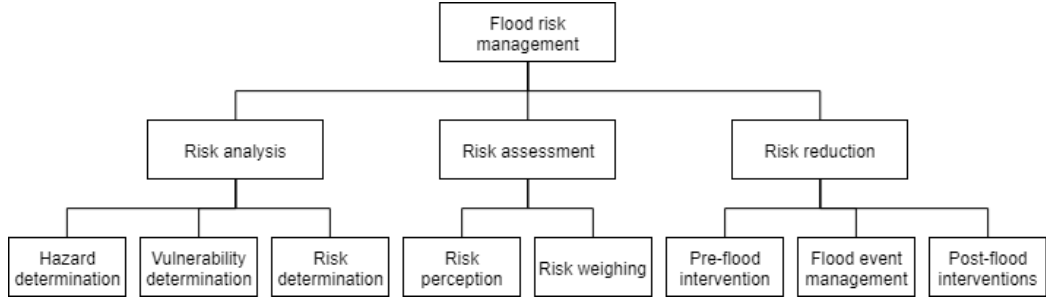 Flood risk
management
Risk analysis
Risk assessment
Risk reduction
Hazard
determination
Vulnerability
determination
Risk
determination
Risk
perception
Risk weighing
Pre-flood
intervention
Flood event
management
Post-flood
interventions